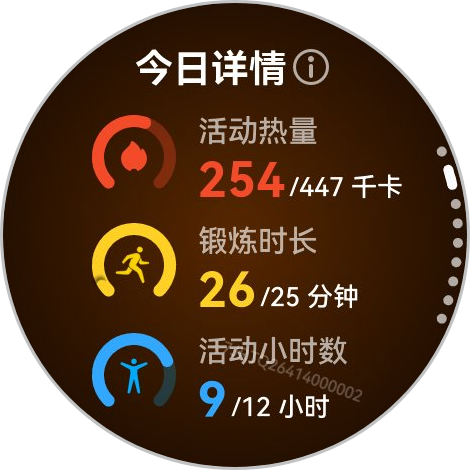 今日详情
活动热量
254/447 千卡
锻炼时长
26/25 分钟
活动小时数
9/12 小时